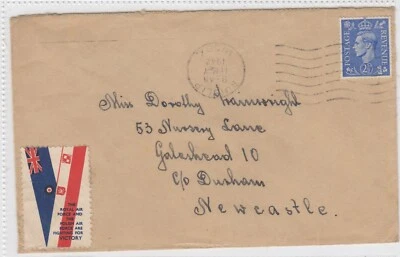 POSTAGE
REVENUE
2½D
Miss Dorothy Wainwright
53 Nursery Lane
Gateshead 10
C/o Durham
Newcastle.
THE
ROYAL AIR
FORCE AND
THE
POLISH AIR
FORCE ARE
FIGHTING FOR
VICTORY